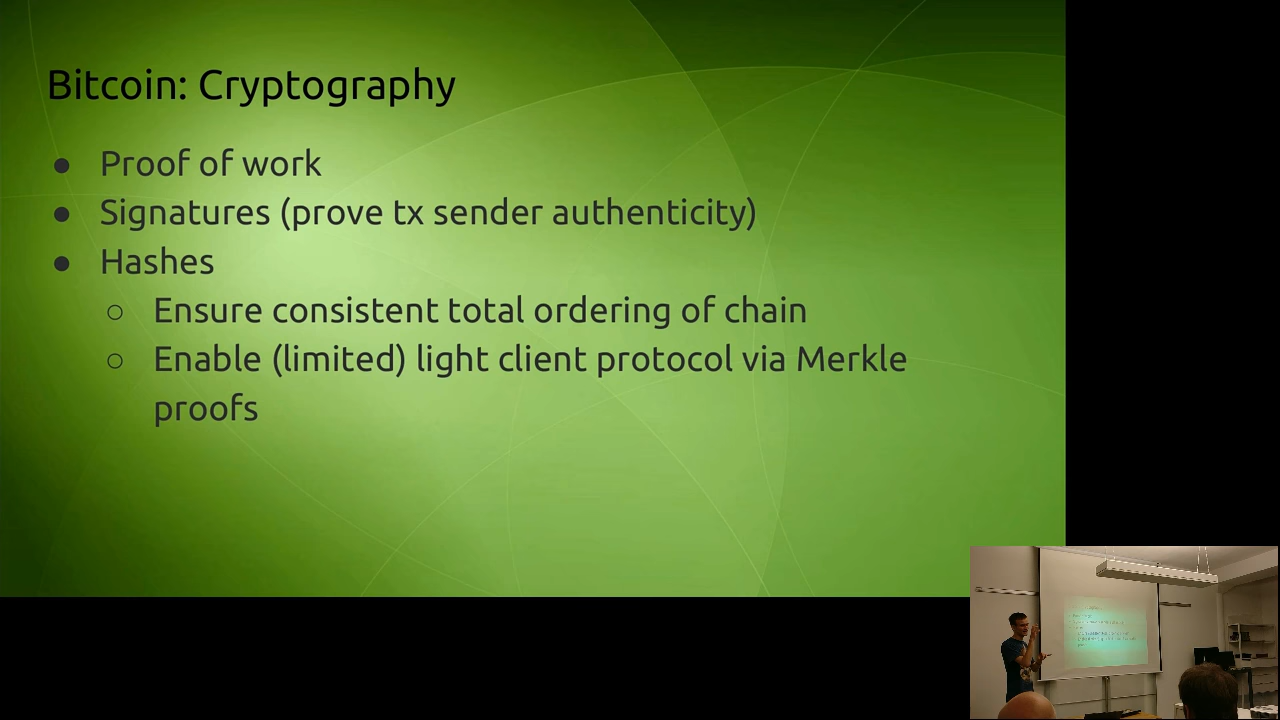 Bitcoin: Cryptography
● Proof of work
● Signatures (prove tx sender authenticity)
● Hashes
○ Ensure consistent total ordering of chain
○ Enable (limited) light client protocol via Merkle
proofs